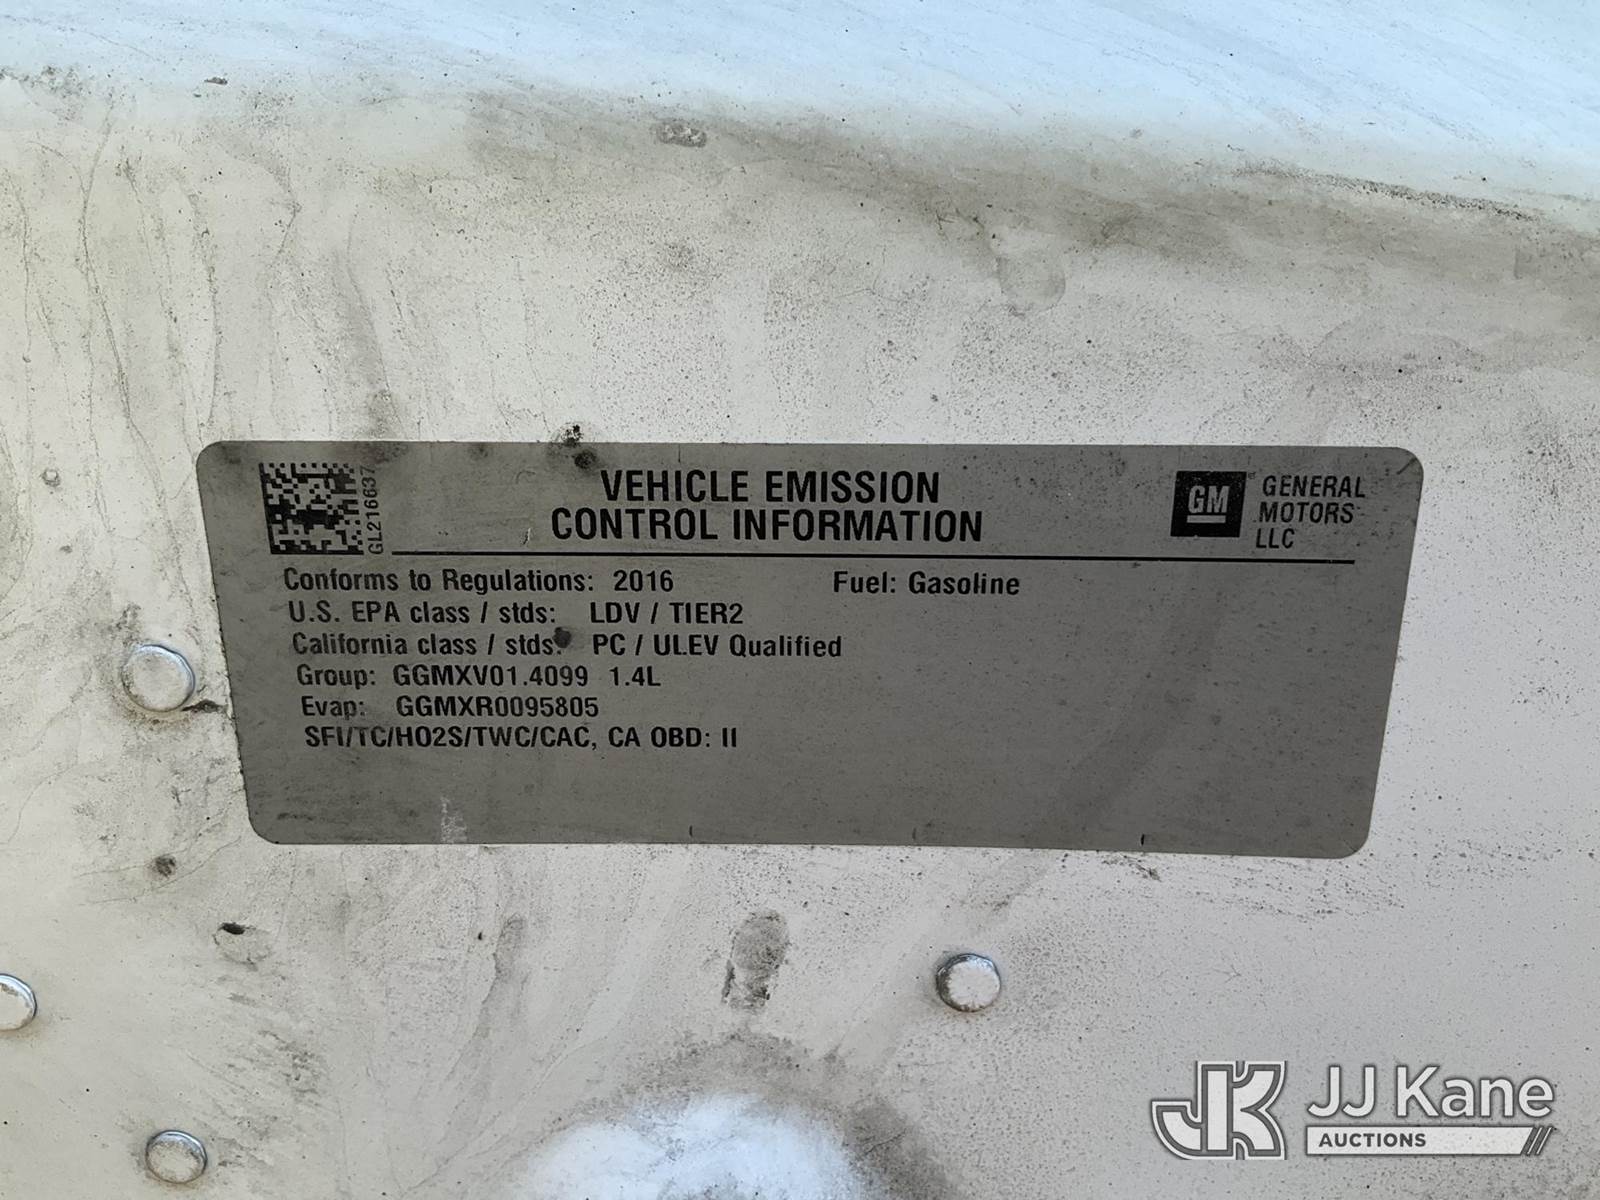 GL216637
VEHICLE EMISSION
CONTROL INFORMATION
GM
GENERAL
MOTORS
LLC
Conforms to Regulations: 2016 Fuel: Gasoline
U.S. EPA class / stds: LDV / TIER2
California class / stds: PC / ULEV Qualified
Group: GGMXV01.4099 1.4L
Evap: GGMXR0095805
SFI/TC/HO2S/TWC/CAC, CA OBD: II
JK
JJ Kane
AUCTIONS